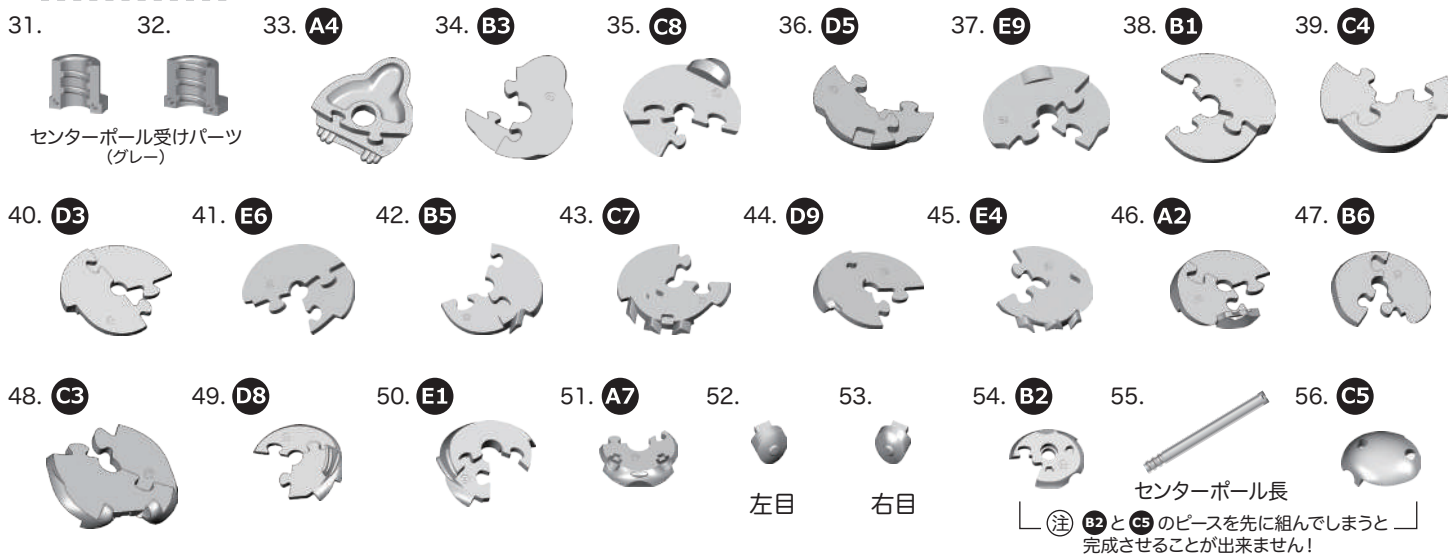 31. 32. 33. A4 34. B3 35. C8 36. D5 37. E9 38. B1 39. C4
センターポール受けパーツ
(グレー)
40. D3 41. E6 42. B5 43. C7 44. D9 45. E4 46. A2 47. B6
48. C3 49. D8 50. E1 51. A7 52. 53. 54. B2 55. 56. C5
左目 右目 センターポール長
注 B2 と C5 のピースを先に組んでしまうと
完成させることが出来ません！